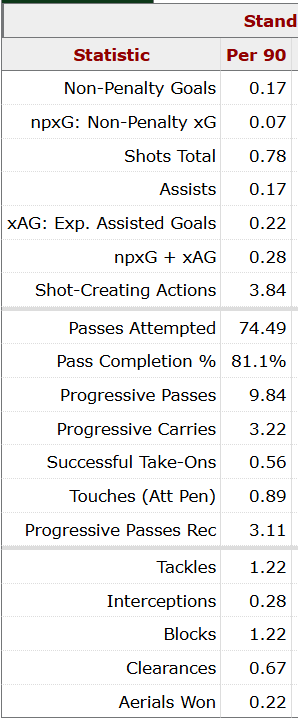 Stand
Statistic Per 90
Non-Penalty Goals 0.17
npxG: Non-Penalty xG 0.07
Shots Total 0.78
Assists 0.17
xAG: Exp. Assisted Goals 0.22
npxG + xAG 0.28
Shot-Creating Actions 3.84
Passes Attempted 74.49
Pass Completion % 81.1%
Progressive Passes 9.84
Progressive Carries 3.22
Successful Take-Ons 0.56
Touches (Att Pen) 0.89
Progressive Passes Rec 3.11
Tackles 1.22
Interceptions 0.28
Blocks 1.22
Clearances 0.67
Aerials Won 0.22